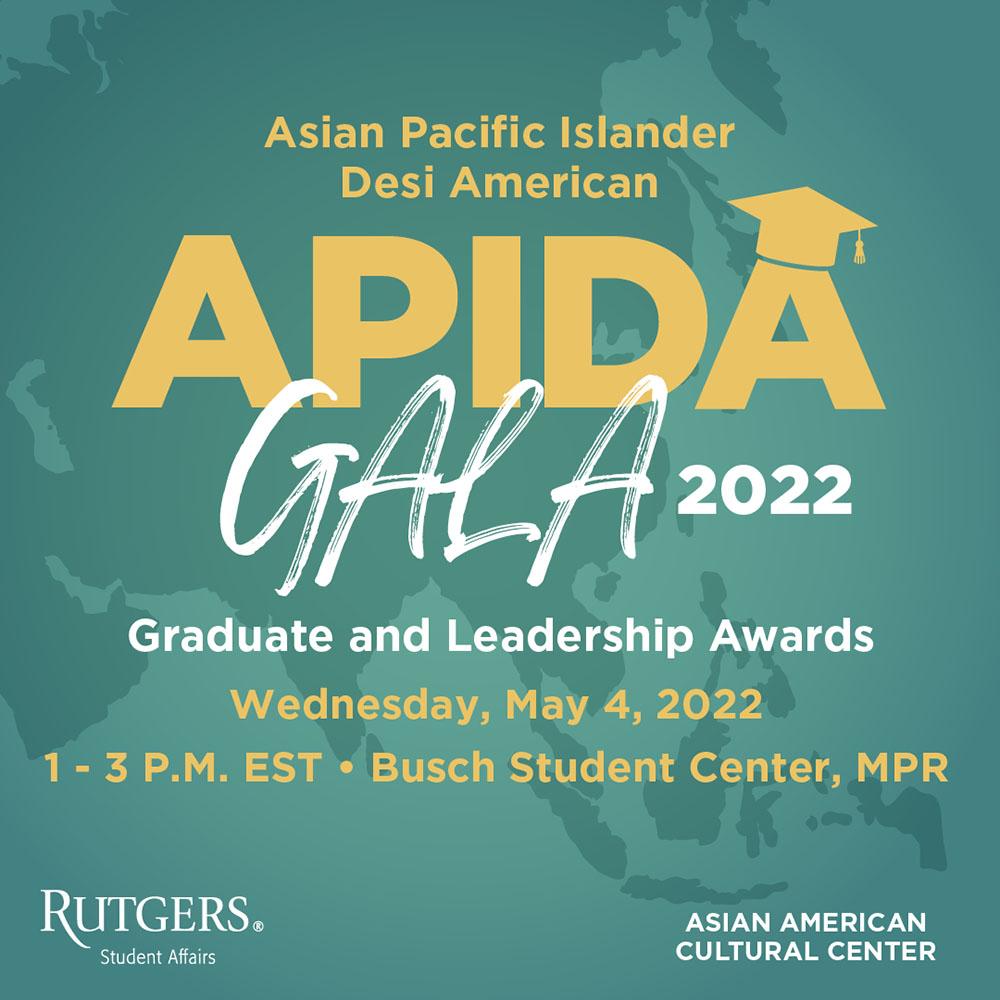 Asian Pacific Islander
Desi American
APIDA
GALA 2022
Graduate and Leadership Awards
Wednesday, May 4, 2022
1 - 3 P.M. EST • Busch Student Center, MPR
RUTGERS®
Student Affairs
ASIAN AMERICAN
CULTURAL CENTER